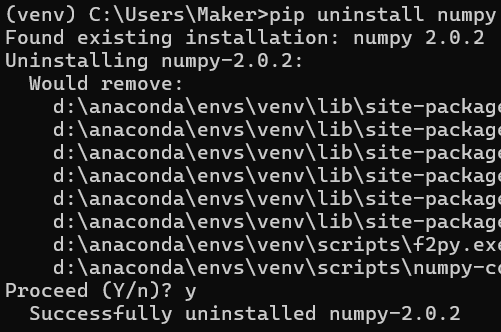 (venv) C:\Users\Maker>pip uninstall numpy
Found existing installation: numpy 2.0.2
Uninstalling numpy-2.0.2:
Would remove:
d:\anaconda\envs\venv\lib\site-package
d:\anaconda\envs\venv\lib\site-package
d:\anaconda\envs\venv\lib\site-package
d:\anaconda\envs\venv\lib\site-package
d:\anaconda\envs\venv\lib\site-package
d:\anaconda\envs\venv\lib\site-package
d:\anaconda\envs\venv\scripts\f2py.exe
d:\anaconda\envs\venv\scripts\numpy-co
Proceed (Y/n)? y
Successfully uninstalled numpy-2.0.2